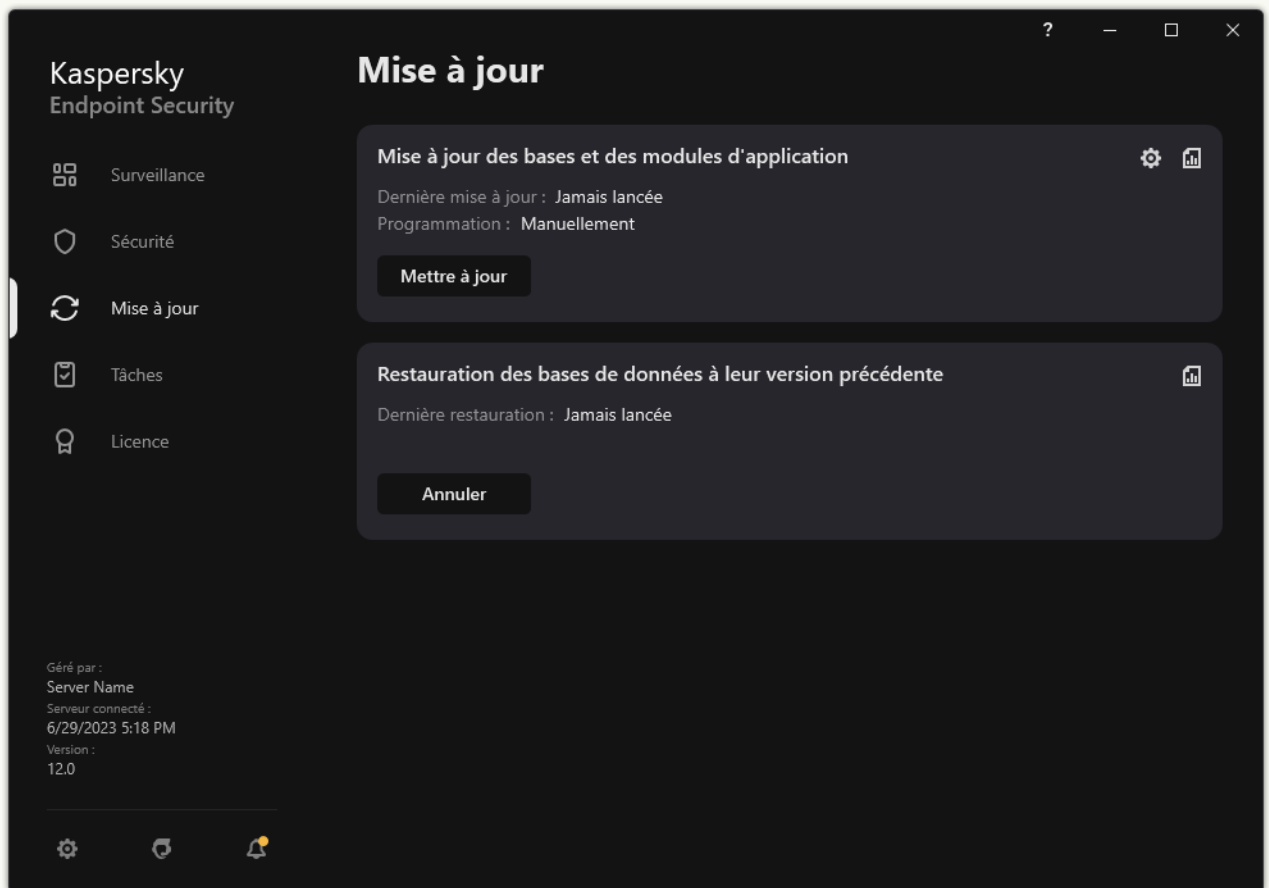 ?
Kaspersky
Endpoint Security
Surveillance
Sécurité
Mise à jour
Tâches
Licence
Géré par :
Server Name
Serveur connecté :
6/29/2023 5:18 PM
Version :
12.0
Mise à jour
Mise à jour des bases et des modules d'application
Dernière mise à jour : Jamais lancée
Programmation : Manuellement
Mettre à jour
Restauration des bases de données à leur version précédente
Dernière restauration : Jamais lancée
Annuler